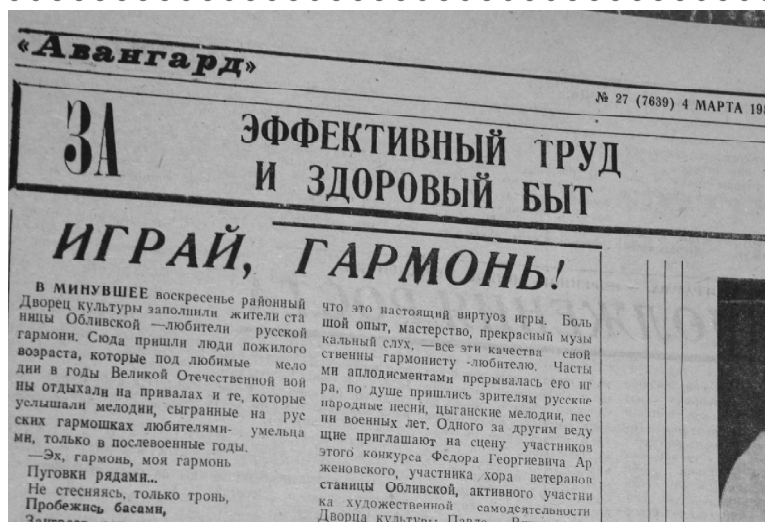 «Авангард»
№ 27 (7639) 4 МАРТА 198
ЗА
ЭФФЕКТИВНЫЙ ТРУД
И ЗДОРОВЫЙ БЫТ
ИГРАЙ, ГАРМОНЬ!
В МИНУВШЕЕ воскресенье районный
Дворец культуры заполнили жители ста
ницы Обливской —любители русской
гармони. Сюда пришли люди пожилого
возраста, которые под любимые мело
дии в годы Великой Отечественной вой
ны отдыхали на привалах и те, которые
услышали мелодии, сыгранные на рус
ских гармошках любителями- умельца
ми, только в послевоенные годы.
—Эх, гармонь, моя гармонь
Пуговки рядами...
Не стесняясь, только тронь,
Пробежись басами,
что это настоящий виртуоз игры. Боль
шой опыт, мастерство, прекрасный музы
кальный слух, —все эти качества свой
ственны гармонисту -любителю. Часты
ми аплодисментами прерывалась его иг
ра, по душе пришлись зрителям русские
народные песни, цыганские мелодии, пес
ни военных лет. Одного за другим веду
щие приглашают на сцену участников
этого конкурса Федора Георгиевича Ар
женовского, участника хора ветеранов
станицы Обливской, активного участни
ка художественной самодеятельности
Дворца культуры